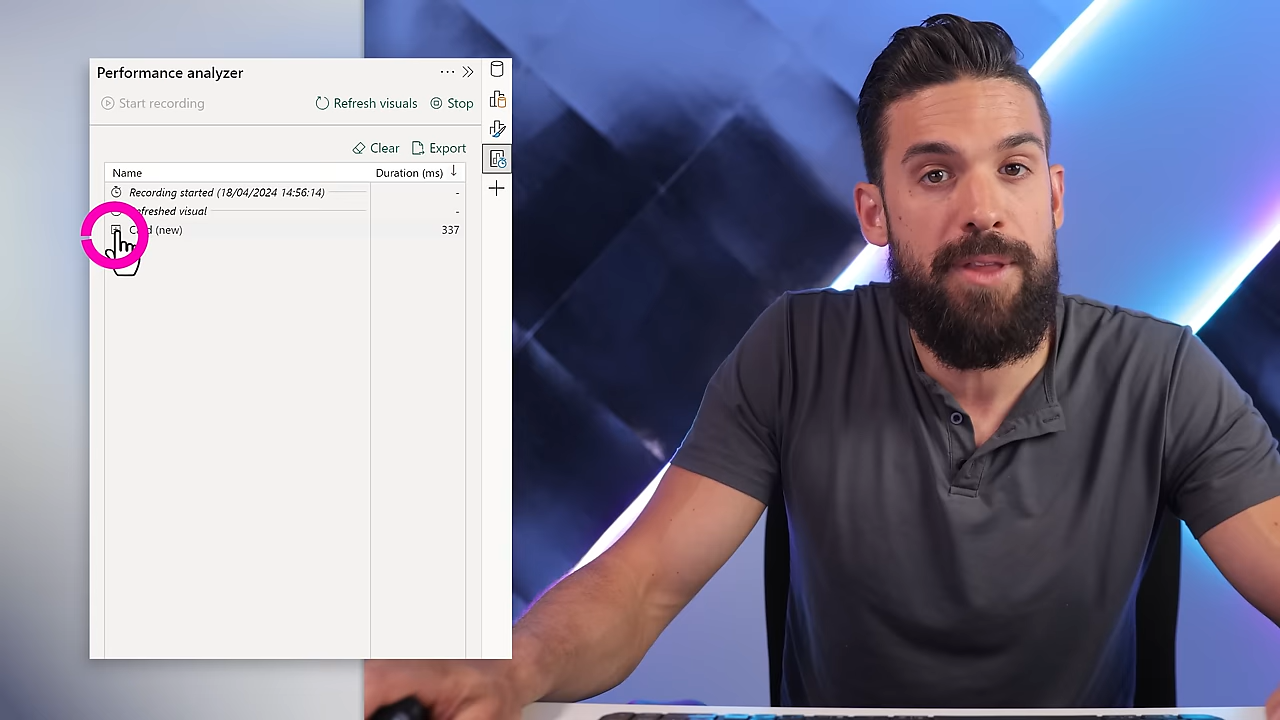 Performance analyzer
Start recording
Refresh visuals
Stop
Clear
Export
Name
Duration (ms)
Recording started (18/04/2024 14:56:14)
-
visual
-
(new)
337